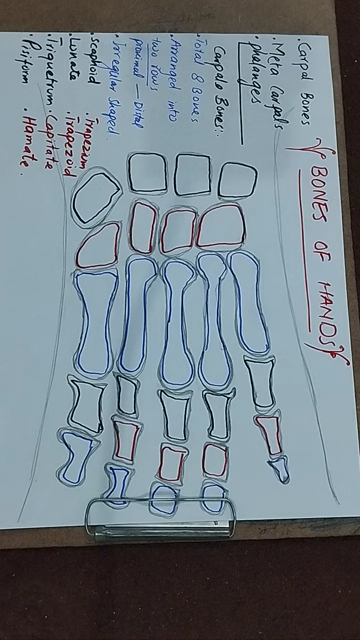 BONES OF HANDS
• Carpal Bones
• Meta Carpals
• phalanges
Carpals Bones:
• Total 8 Bones
• Arranged into
two rows
proximal – Distal
• Irregular Shaped
• Scaphoid • Trapezium
• Lunate • Trapezoid
• Triquetrum • Capitate
• Pisiform • Hamate.